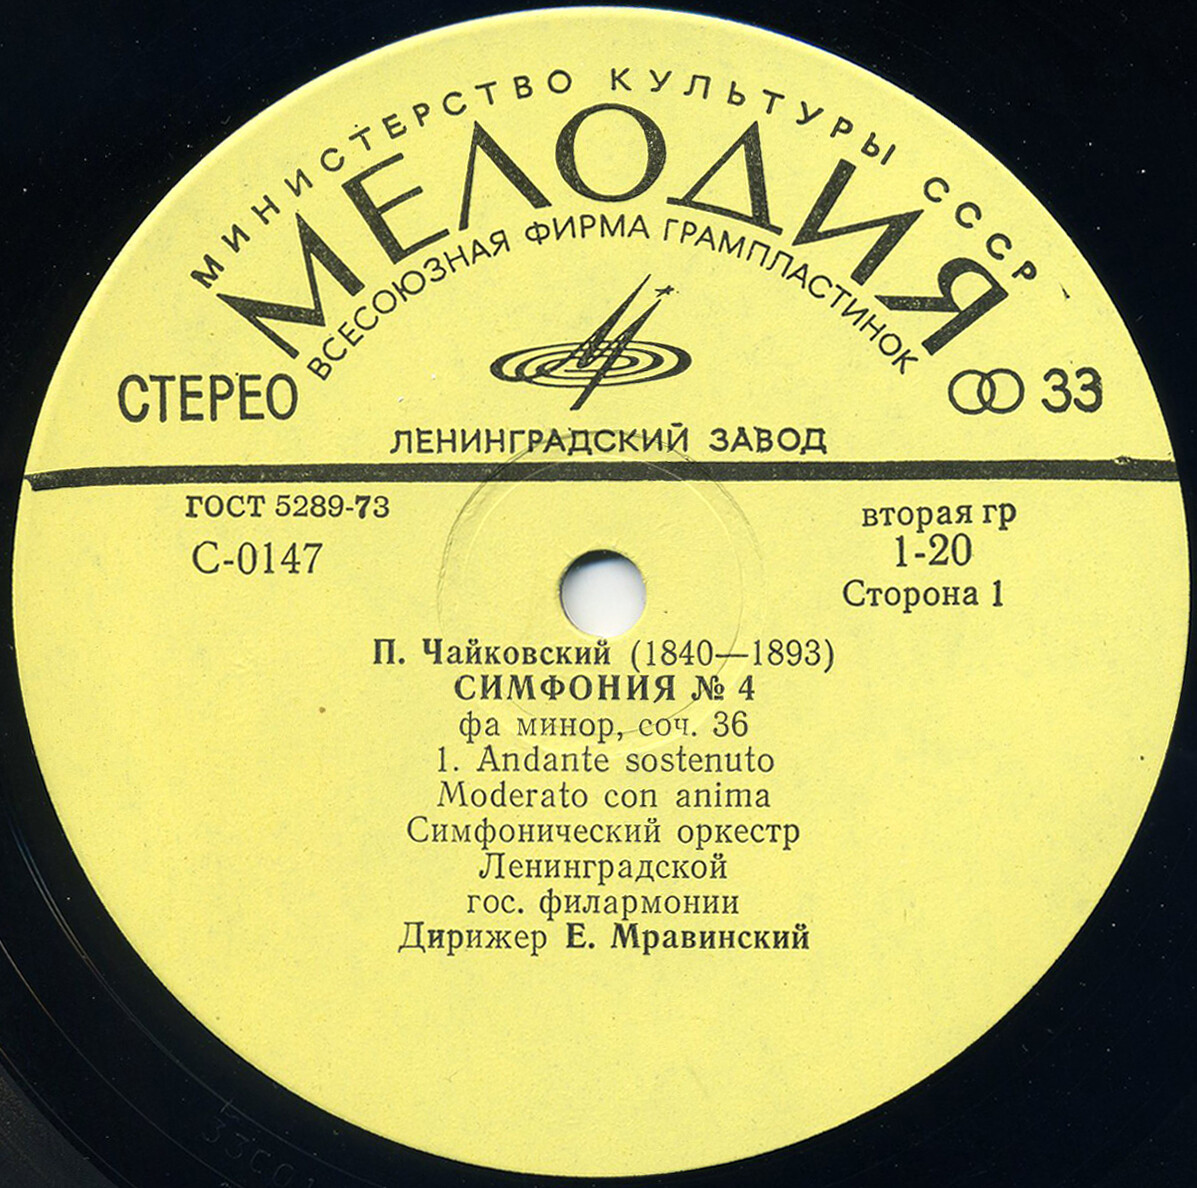 МИНИСТЕРСТВО КУЛЬТУРЫ СССР
МЕЛОДИЯ
ВСЕСОЮЗНАЯ ФИРМА ГРАМПЛАСТИНОК
СТЕРЕО
33
ЛЕНИНГРАДСКИЙ ЗАВОД
ГОСТ 5289-73
С-0147
вторая гр
1-20
Сторона 1
П. Чайковский (1840—1893)
СИМФОНИЯ № 4
фа минор, соч. 36
1. Andante sostenuto
Moderato con anima
Симфонический оркестр
Ленинградской
гос. филармонии
Дирижер Е. Мравинский